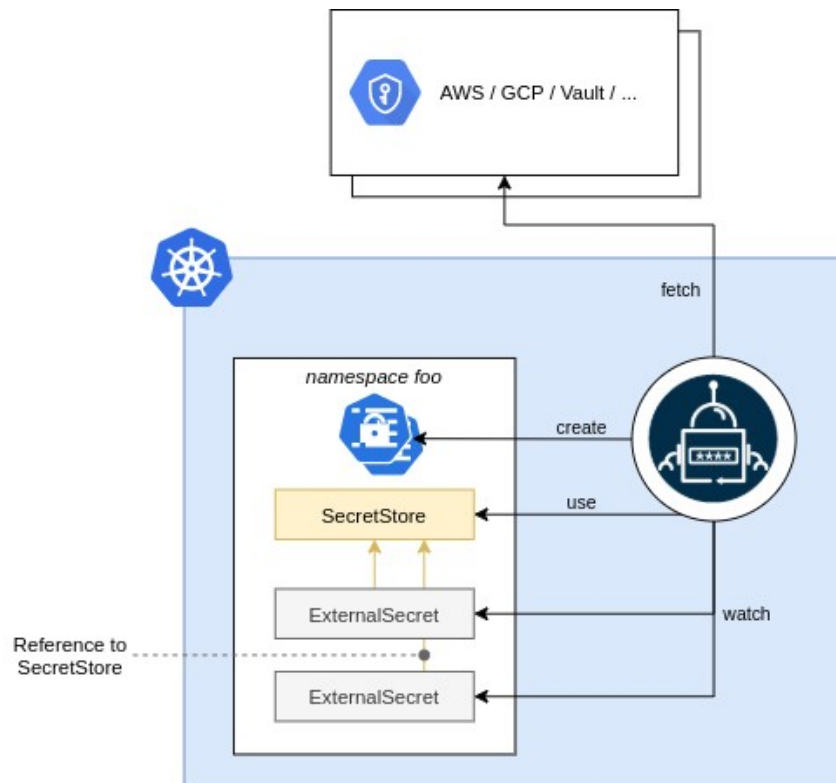 AWS / GCP / Vault / ...
fetch
namespace foo
create
SecretStore
use
ExternalSecret
watch
Reference to
SecretStore
ExternalSecret
****